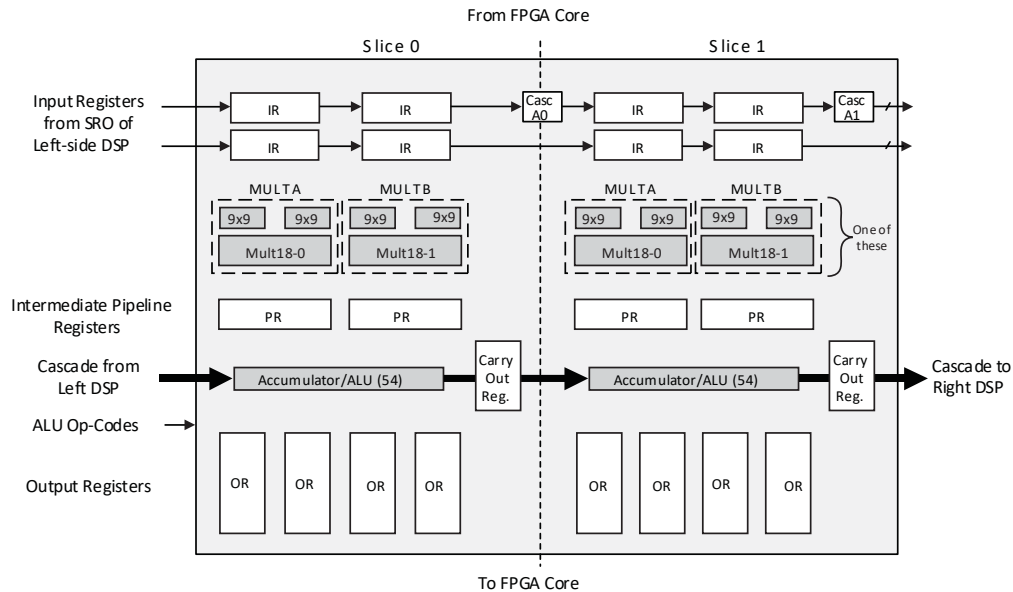 From FPGA Core
Slice 0
Slice 1
Input Registers
from SRO of
Left-side DSP
IR
IR
Casc
A0
IR
IR
Casc
A1
IR
IR
IR
IR
MULTA
MULTB
MULTA
MULTB
9x9
9x9
9x9
9x9
9x9
9x9
9x9
9x9
Mult18-0
Mult18-1
Mult18-0
Mult18-1
One of
these
Intermediate Pipeline
Registers
PR
PR
PR
PR
Cascade from
Left DSP
Accumulator/ALU (54)
Carry
Out
Reg.
Accumulator/ALU (54)
Carry
Out
Reg.
Cascade to
Right DSP
ALU Op-Codes
Output Registers
OR
OR
OR
OR
OR
OR
OR
OR
To FPGA Core